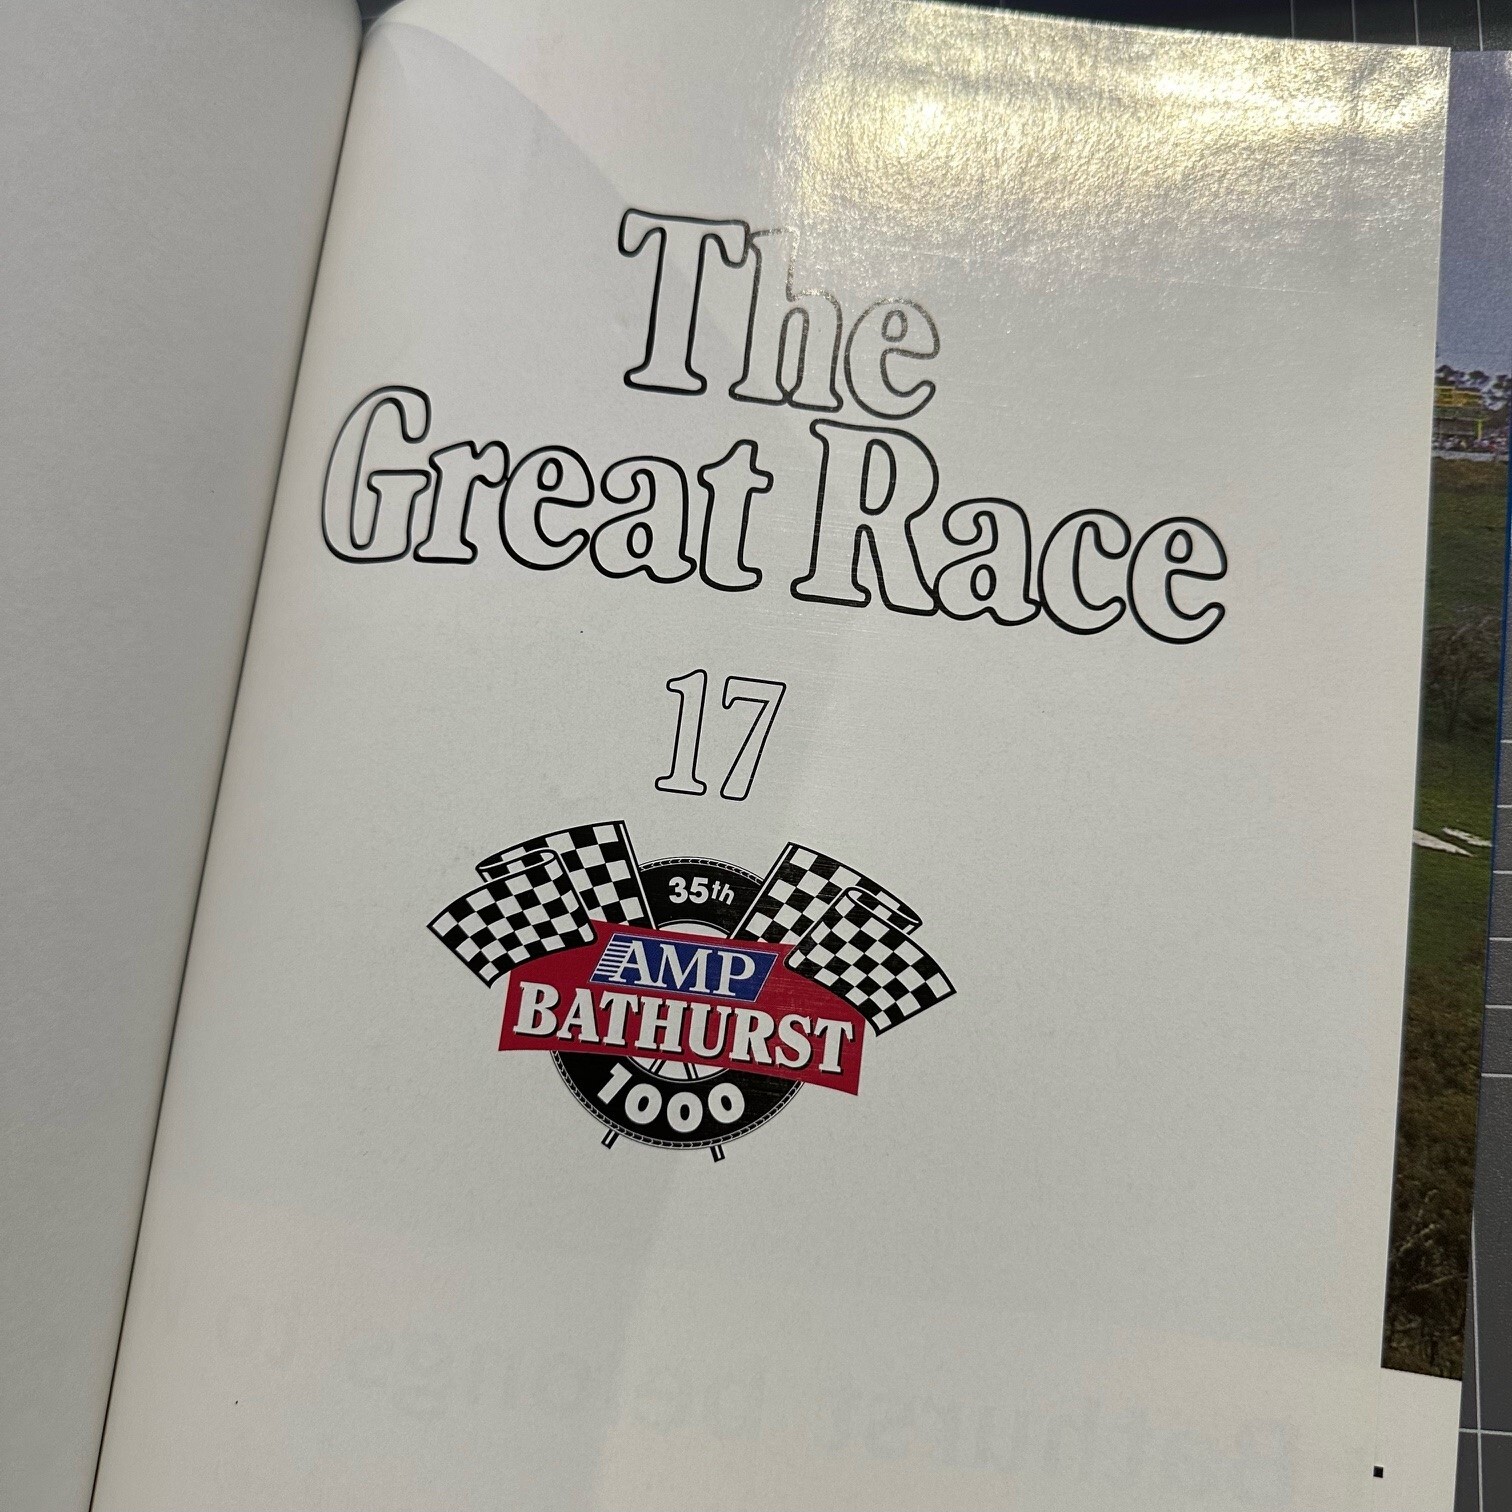 The
Great Race
17
35th
AMP
BATHURST
1000